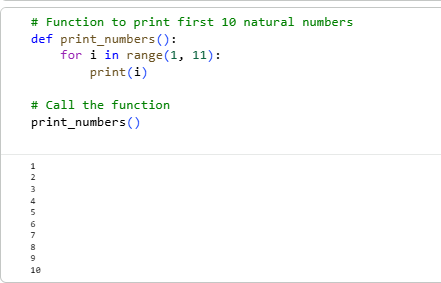 # Function to print first 10 natural numbers
def print_numbers():
    for i in range(1, 11):
        print(i)

# Call the function
print_numbers()

1
2
3
4
5
6
7
8
9
10